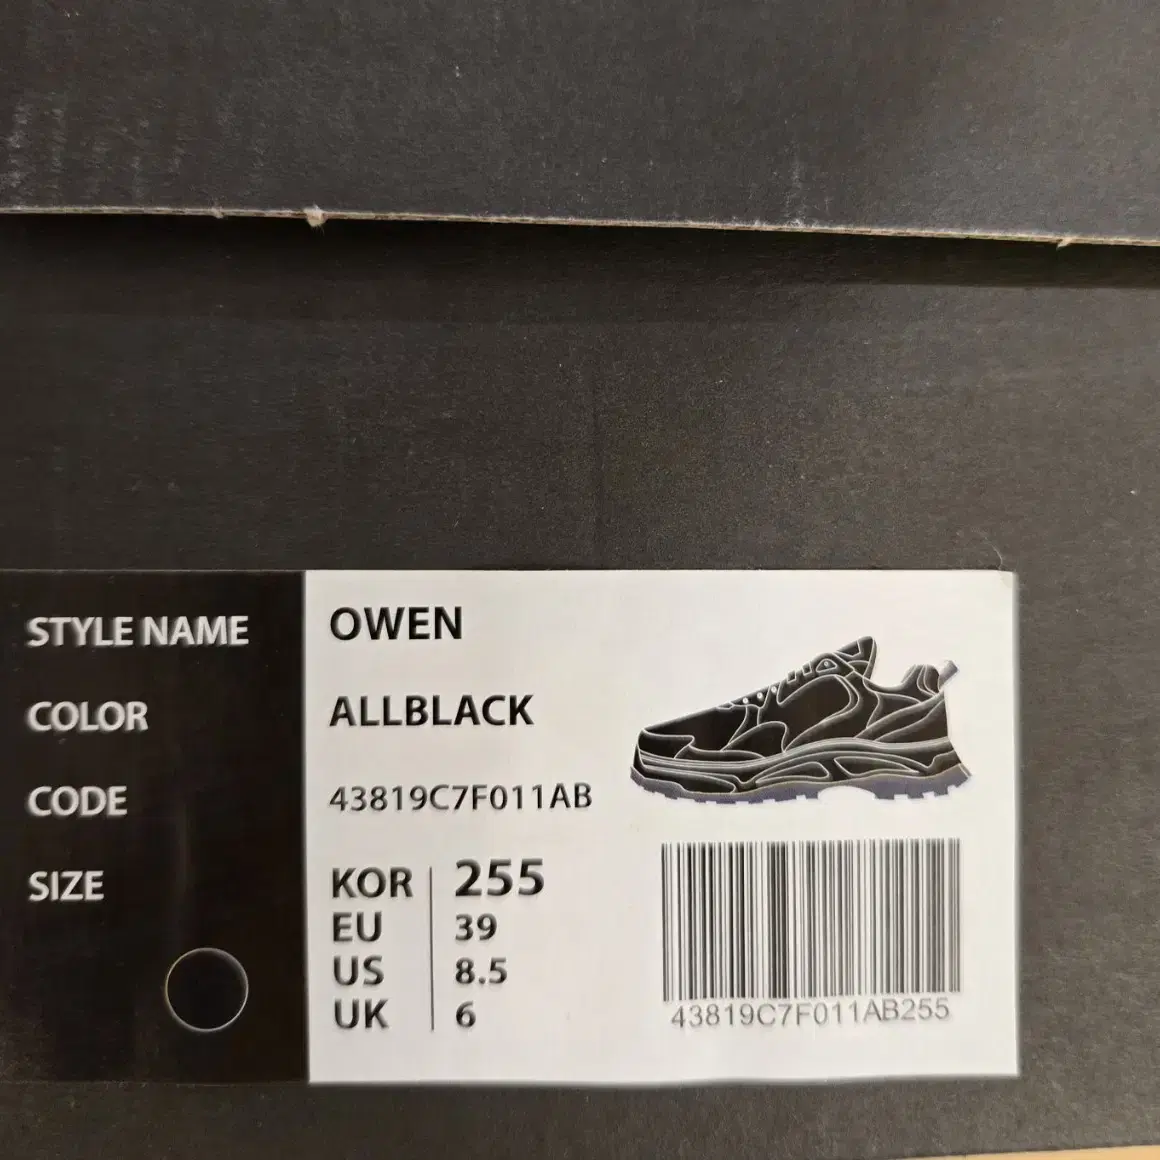 STYLE NAME OWEN
COLOR ALLBLACK
CODE 43819C7F011AB
SIZE KOR 255
EU 39
US 8.5
UK 6
43819C7F011AB255